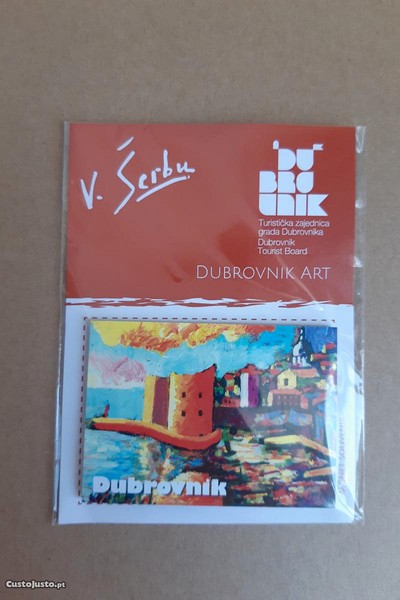 V. Šerbu
DU
BRO
VNIK
Turistička zajednica
grada Dubrovnika
Dubrovnik
Tourist Board
DUBROVNIK ART
Dubrovnik
CustoJusto.pt